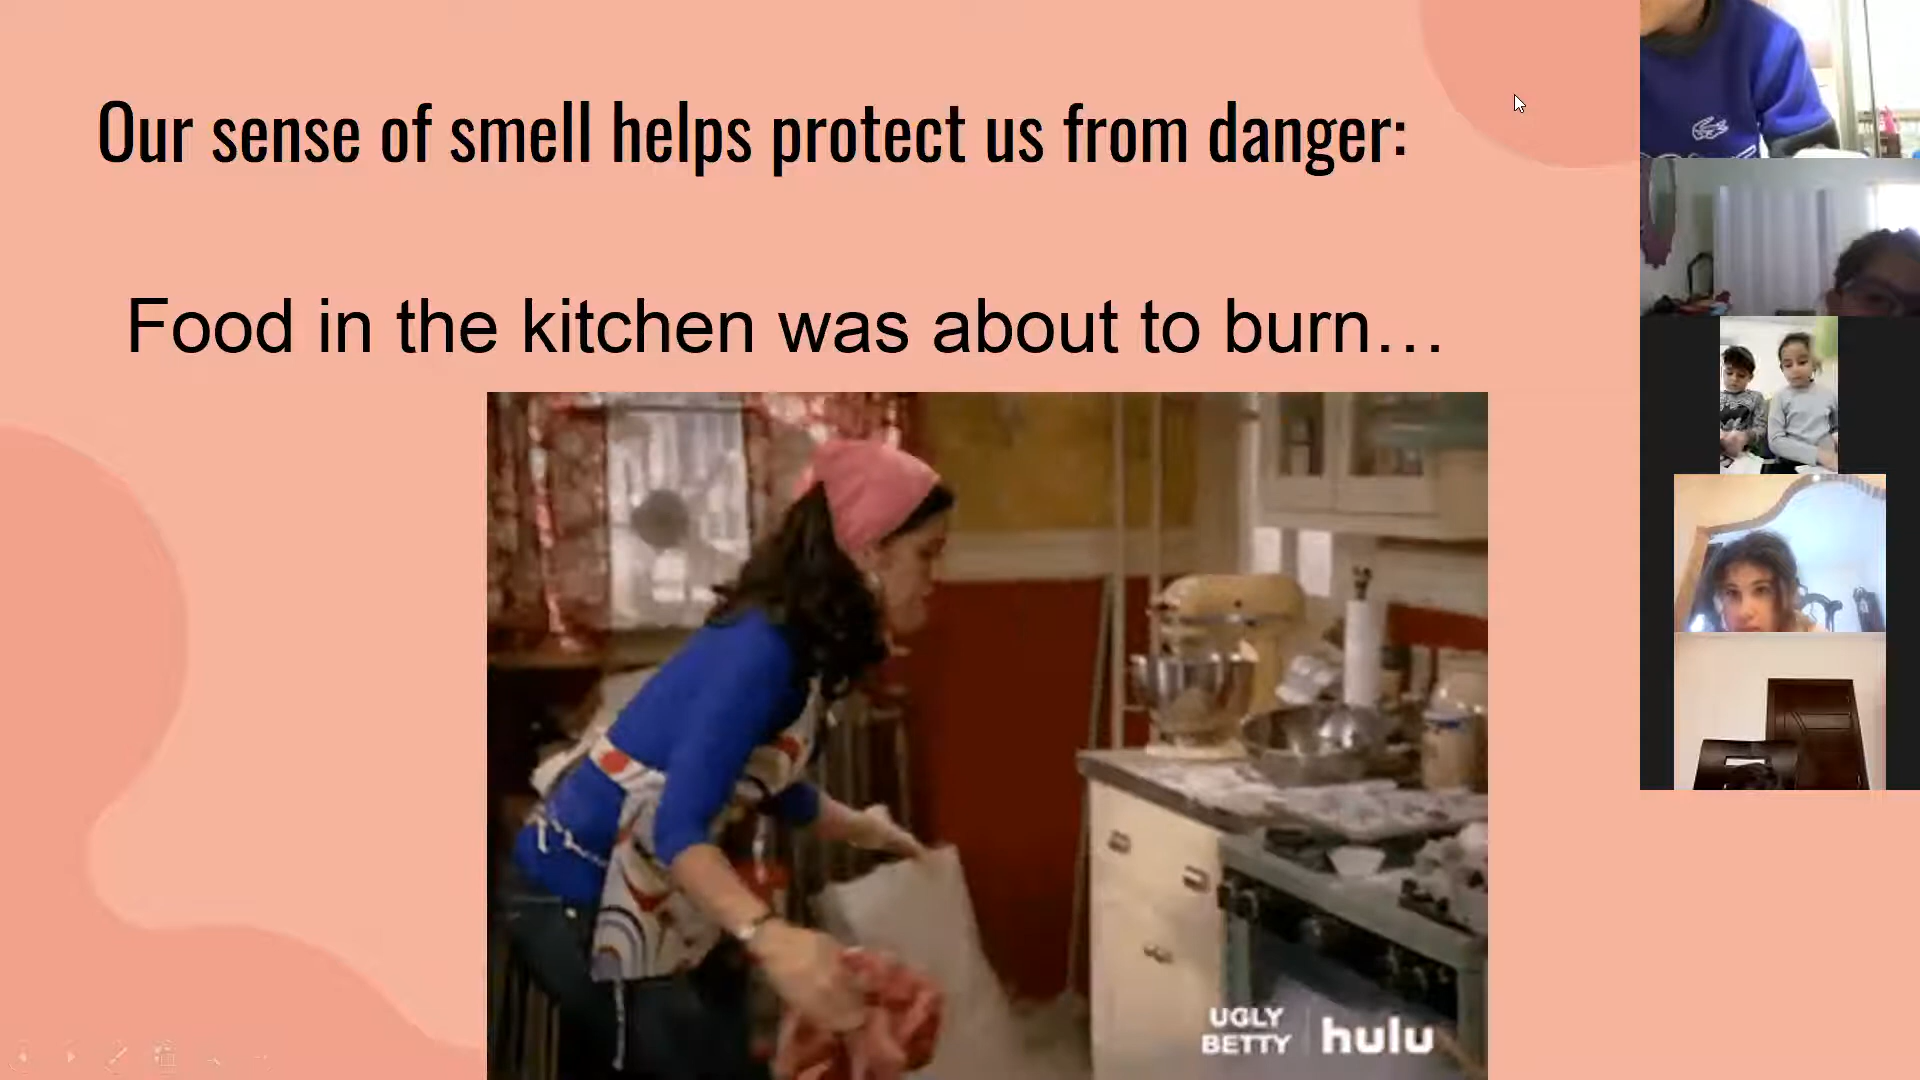 Our sense of smell helps protect us from danger:
Food in the kitchen was about to burn…
UGLY
BETTY
hulu